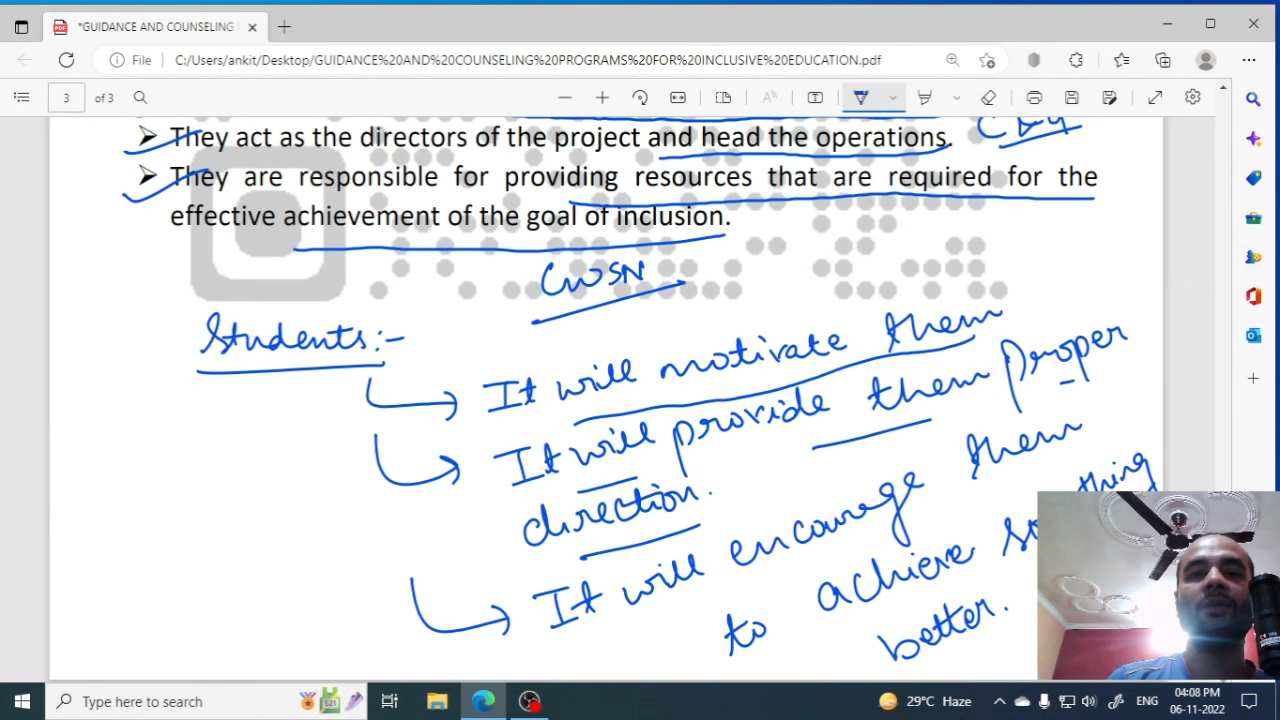 *GUIDANCE AND COUNSELING
File C:/Users/ankit/Desktop/GUIDANCE%20AND%20COUNSELING%20PROGRAMS%20FOR%20INCLUSIVE%20EDUCATION.pdf
3 of 3
They act as the directors of the project and head the operations.
They are responsible for providing resources that are required for the
effective achievement of the goal of inclusion.
CWSN
Students:-
It will motivate them
It will provide them proper
direction.
It will encourage them
to achieve
thing
better.
Type here to search
29°C Haze
ENG
04:08 PM
06-11-2022